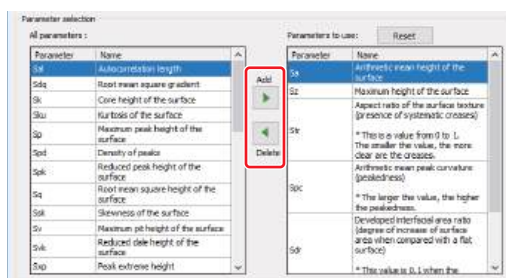 Parameter selection
All parameters :
Parameter Name
Sal Autocorrelation length
Sdq Root mean square gradient
Sk Core height of the surface
Sku Kurtosis of the surface
Sp Maximum peak height of the
surface
Spd Density of peaks
Spk Reduced peak height of the
surface
Sq Root mean square height of the
surface
Ssk Skewness of the surface
Sv Maximum pit height of the surface
Svk Reduced dale height of the
surface
Sxp Peak extreme height
Add
Delete
Parameters to use: Reset
Parameter Name
Sa Arithmetic mean height of the
surface
Sz Maximum height of the surface
Str Aspect ratio of the surface texture
(presence of systematic creases)
* This is a value from 0 to 1.
The smaller the value, the more
clear are the creases.
Spc Arithmetic mean peak curvature
(peakedness)
* The larger the value, the higher
the peakedness.
Sdr Developed interfacial area ratio
(degree of increase of surface
area when compared with a flat
surface)
* This value is 0.1 when the